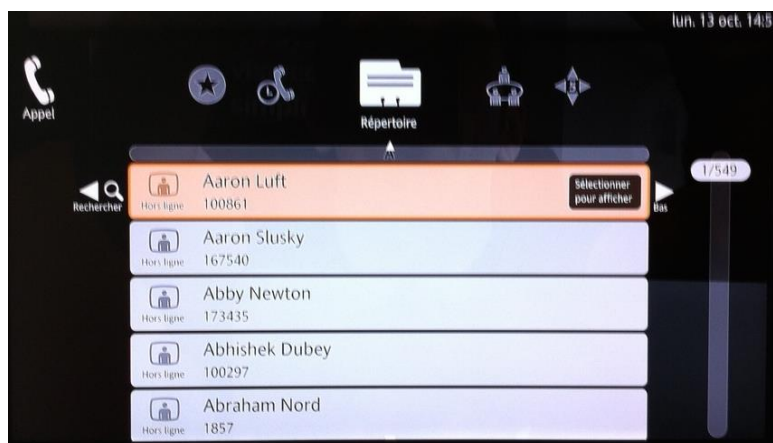 lun. 13 oct. 14:5
Appel
Répertoire
A
Rechercher
1/549
Hors ligne
Aaron Luft
100861
Sélectionner
pour afficher
Bas
Hors ligne
Aaron Slusky
167540
Hors ligne
Abby Newton
173435
Hors ligne
Abhishek Dubey
100297
Hors ligne
Abraham Nord
1857